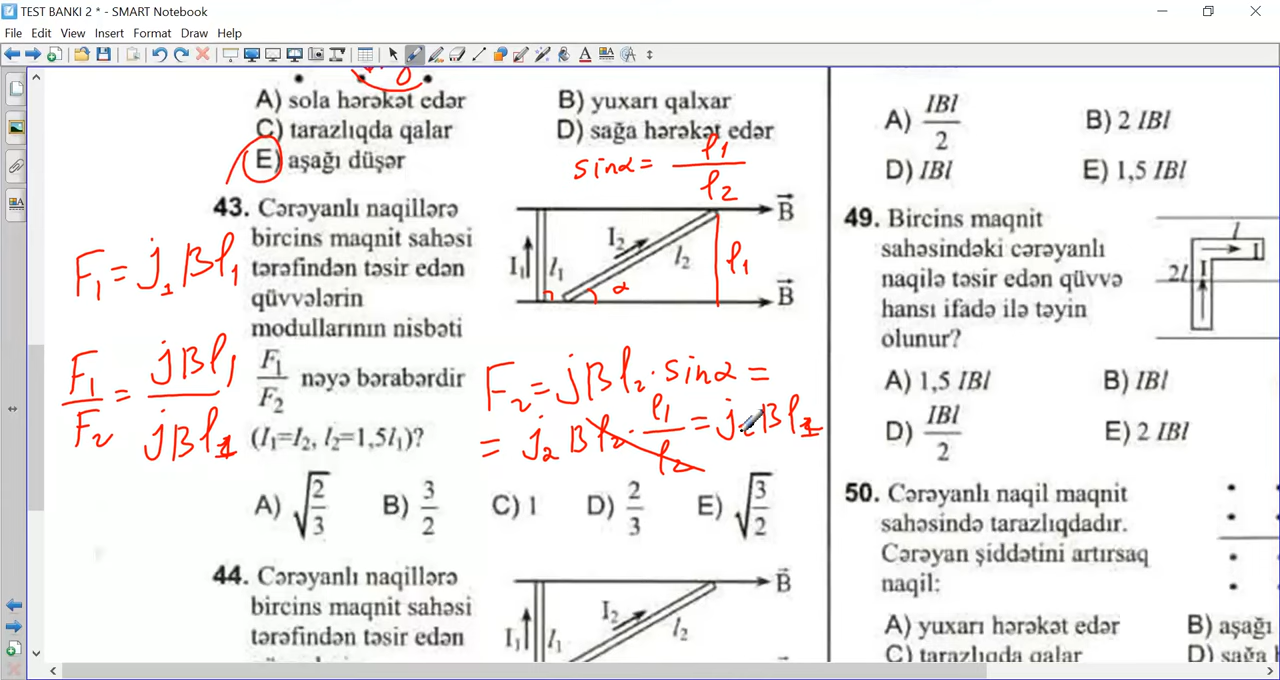 TEST BANKI 2 * - SMART Notebook
File Edit View Insert Format Draw Help
A) sola hərəkət edər
B) yuxarı qalxar
C) tarazlıqda qalar
D) sağa hərəkət edər
E) aşağı düşər
sinα = l₁/l₂
43. Cərəyanlı naqillərə
bircins maqnit sahəsi
tərəfindən təsir edən
qüvvələrin
modullarının nisbəti
F₁/F₂ nəyə bərabərdir
(I₁=I₂, l₂=1,5l₁)?
B
I₂
I₁
l₁
l₂
l₁
α
B
F₁ = j₁Bl₁
F₁/F₂ = jBl₁/jBl₁
F₂ = jBl₂·sinα =
= j₂Bl₂·l₁/l₂ = j₂Bl₁
A) √2/3
B) 3/2
C) 1
D) 2/3
E) √3/2
44. Cərəyanlı naqillərə
bircins maqnit sahəsi
tərəfindən təsir edən
B
I₂
I₁
l₁
l₂
A) IBl/2
B) 2 IBl
D) IBl
E) 1,5 IBl
49. Bircins maqnit
sahəsindəki cərəyanlı
naqilə təsir edən qüvvə
hansı ifadə ilə təyin
olunur?
l
I
2l
I
A) 1,5 IBl
B) IBl
D) IBl/2
E) 2 IBl
50. Cərəyanlı naqil maqnit
sahəsində tarazlıqdadır.
Cərəyan şiddətini artırsaq
naqil:
A) yuxarı hərəkət edər
B) aşağı
C) tarazlıqda qalar